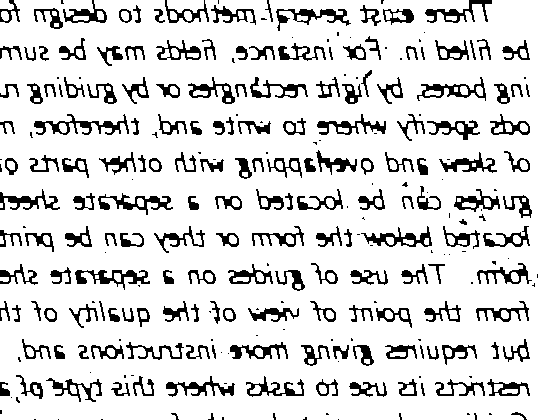 There exist several methods to design fo
be filled in. For instance, fields may be surr
ing boxes, by light rectangles or by guiding ru
ods specify where to write and, therefore, m
of skew and overlapping with other parts o
guides can be located on a separate sheet
located below the form or they can be print
form. The use of guides on a separate she
from the point of view of the quality of th
but requires giving more instructions and,
restricts its use to tasks where this type of a